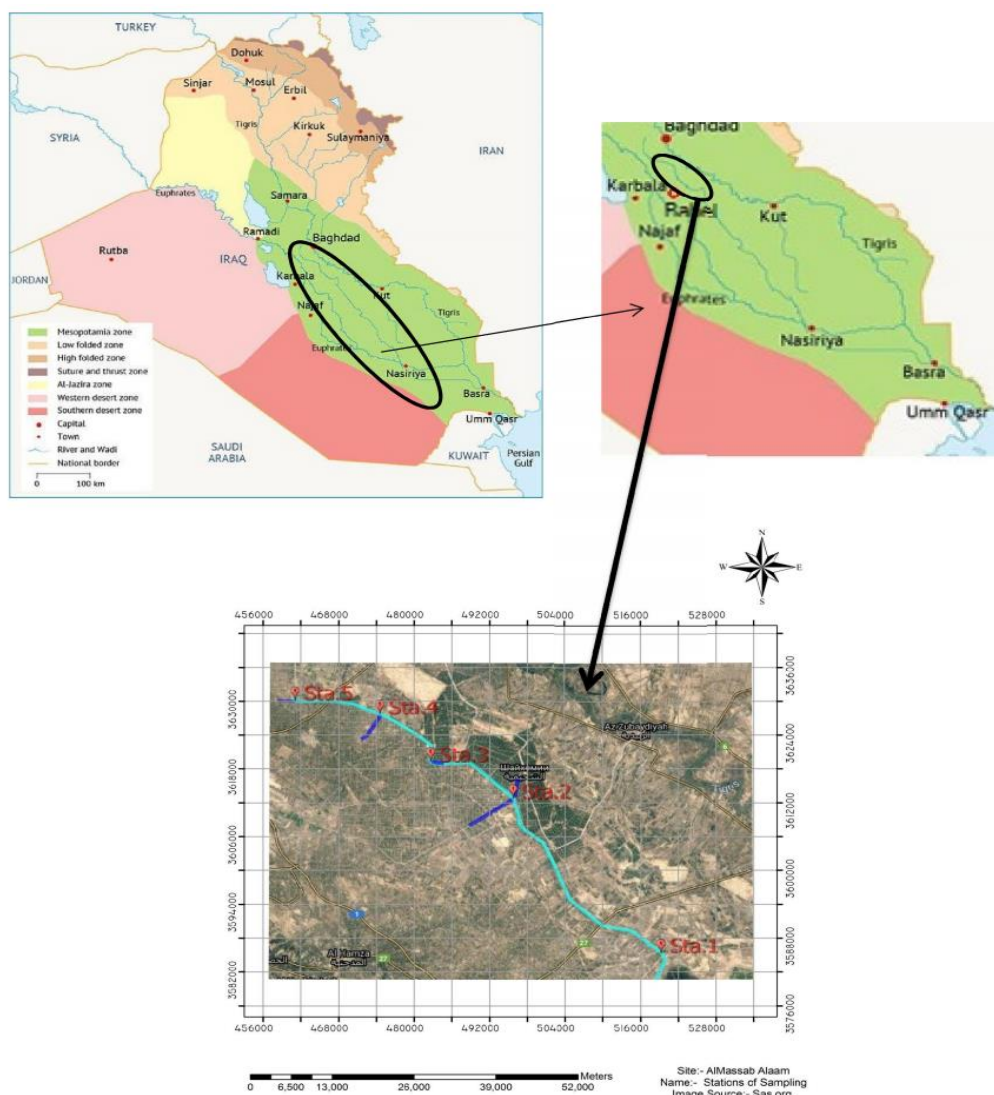 TURKEY
Dohuk
Sinjar
Mosul
Erbil
Tigris
Kirkuk
Sulaymaniya
SYRIA
IRAN
Euphrates
Samara
Ramadi
Baghdad
Rutba
IRAQ
Karbala
JORDAN
Najaf
Kut
Tigris
Euphrates
Nasiriya
Basra
Umm Qasr
SAUDI
ARABIA
KUWAIT
Persian
Gulf
Mesopotamia zone
Low folded zone
High folded zone
Suture and thrust zone
Al-Jazira zone
Western desert zone
Southern desert zone
Capital
Town
River and Wadi
National border
0 100 km
Baghdad
Karbala
Kut
Najaf
Tigris
Euphrates
Nasiriya
Basra
Umm Qasr
N
W E
S
456000 468000 480000 492000 504000 516000 528000
3636000
3630000
3624000
3618000
3612000
3606000
3600000
3594000
3588000
3582000
3576000
Sta.5
Sta.4
Az Zubaydiyah
Sta.3
6
Tigris
Sta.2
1
27
Sta.1
Al Hamza
27
456000 468000 480000 492000 504000 516000 528000
Meters
0 6,500 13,000 26,000 39,000 52,000
Site:- AlMassab Alaam
Name:- Stations of Sampling
Image Source:- Sas.org